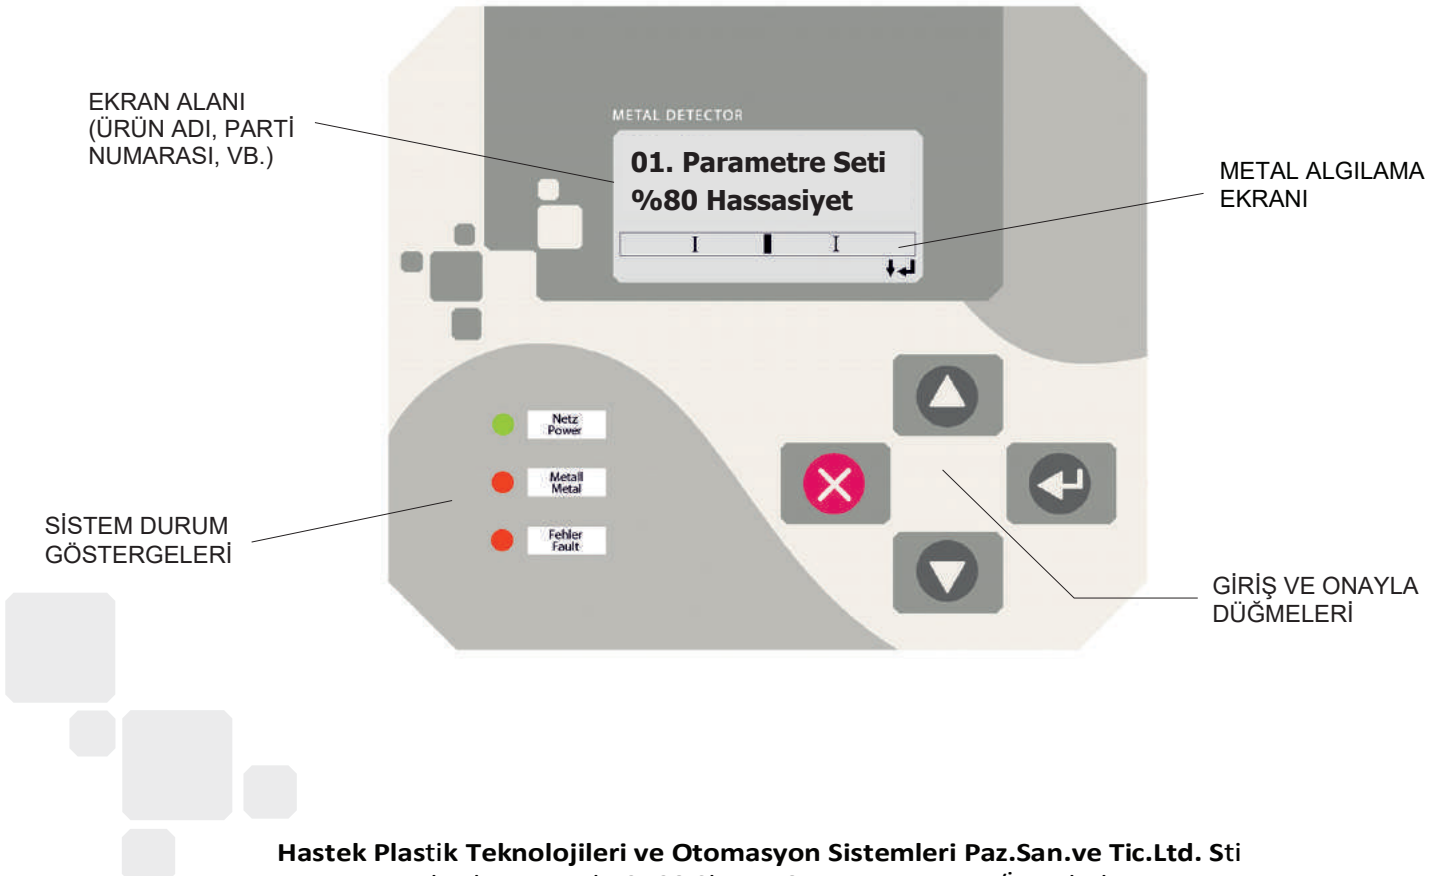 EKRAN ALANI
(ÜRÜN ADI, PARTİ
NUMARASI, VB.)
METAL DETECTOR
01. Parametre Seti
%80 Hassasiyet
METAL ALGILAMA
EKRANI
Netz
Power
Metall
Metal
Fehler
Fault
SİSTEM DURUM
GÖSTERGELERİ
GİRİŞ VE ONAYLA
DÜĞMELERİ
Hastek Plastik Teknolojileri ve Otomasyon Sistemleri Paz.San.ve Tic.Ltd. Sti